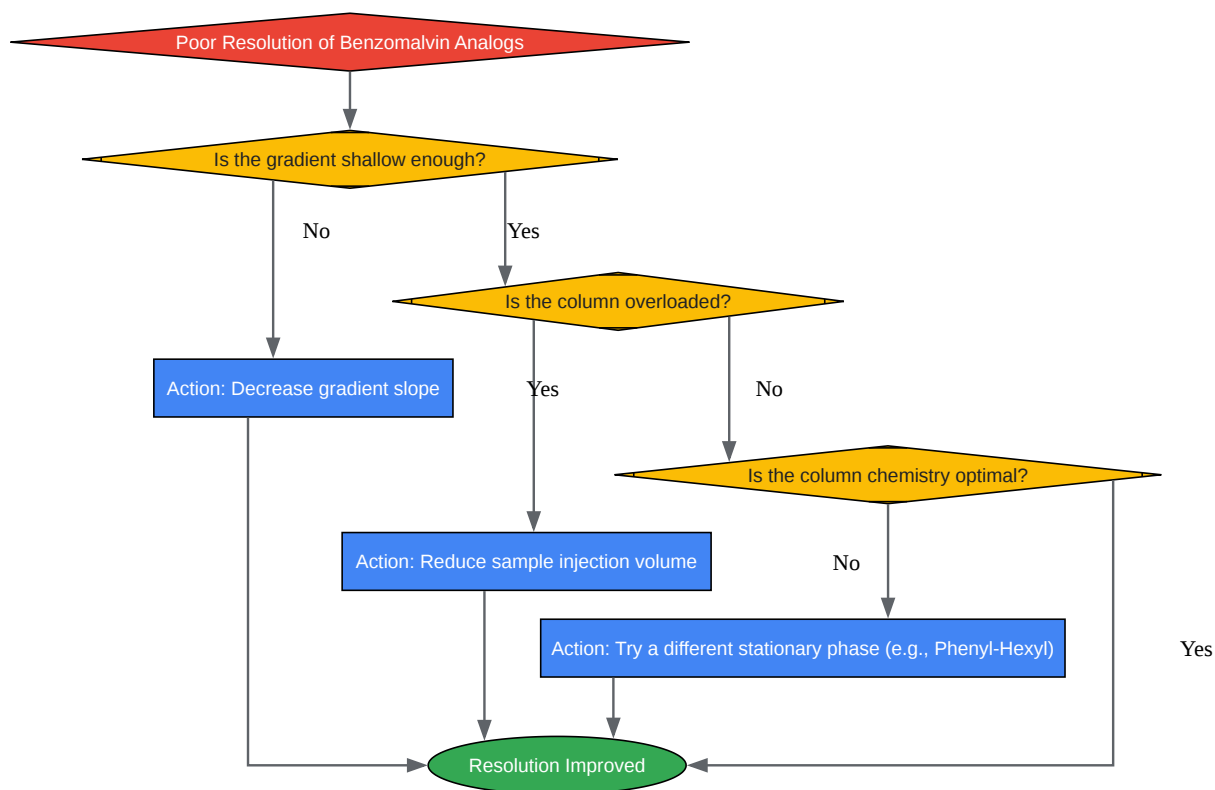 Poor Resolution of Benzomalvin Analogs
Is the gradient shallow enough?
No
Yes
Is the column overloaded?
Action: Decrease gradient slope
Yes
No
Is the column chemistry optimal?
Action: Reduce sample injection volume
No
Action: Try a different stationary phase (e.g., Phenyl-Hexyl)
Yes
Resolution Improved